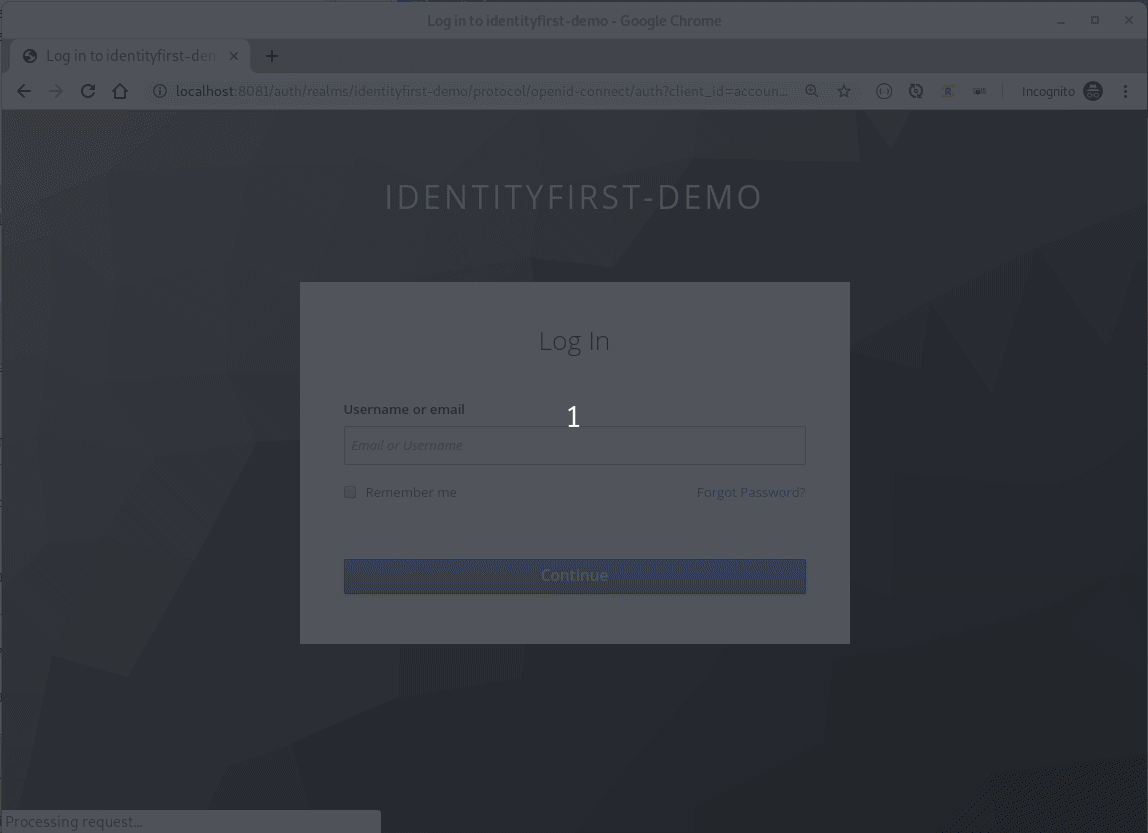 Log in to identityfirst-demo - Google Chrome
Log in to identityfirst-den
localhost:8081/auth/realms/identityfirst-demo/protocol/openid-connect/auth?client_id=accoun...
Incognito
IDENTITYFIRST-DEMO
Log In
Username or email
1
Email or Username
Remember me
Forgot Password?
Continue
Processing request...